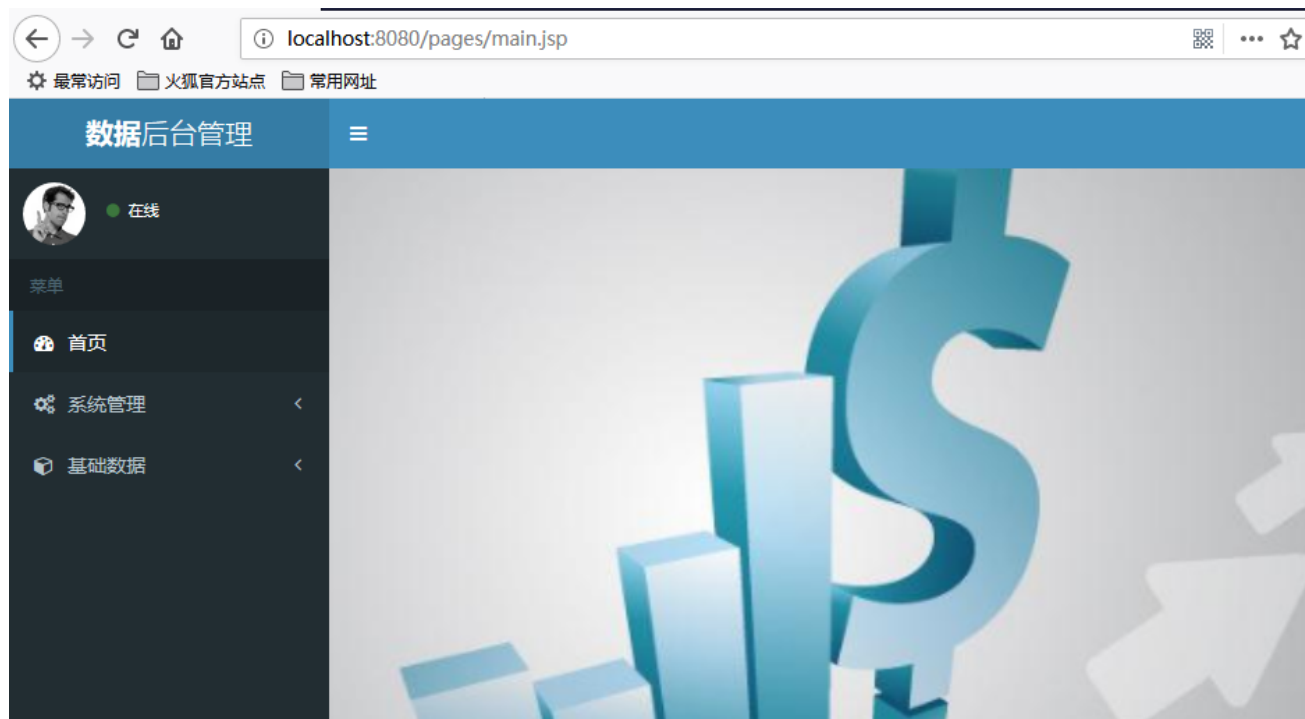 localhost:8080/pages/main.jsp
最常访问 火狐官方站点 常用网址
数据后台管理
在线
菜单
首页
系统管理
基础数据